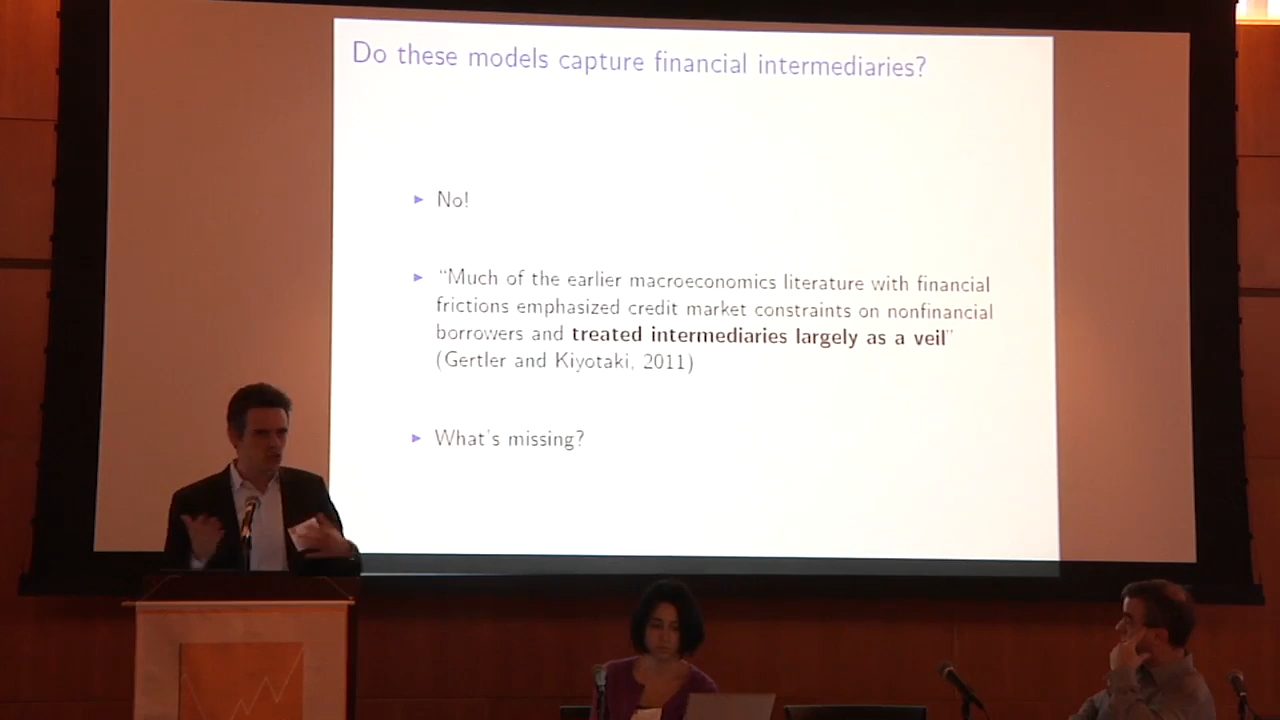 Do these models capture financial intermediaries?
► No!
► “Much of the earlier macroeconomics literature with financial
frictions emphasized credit market constraints on nonfinancial
borrowers and treated intermediaries largely as a veil”
(Gertler and Kiyotaki, 2011)
► What's missing?